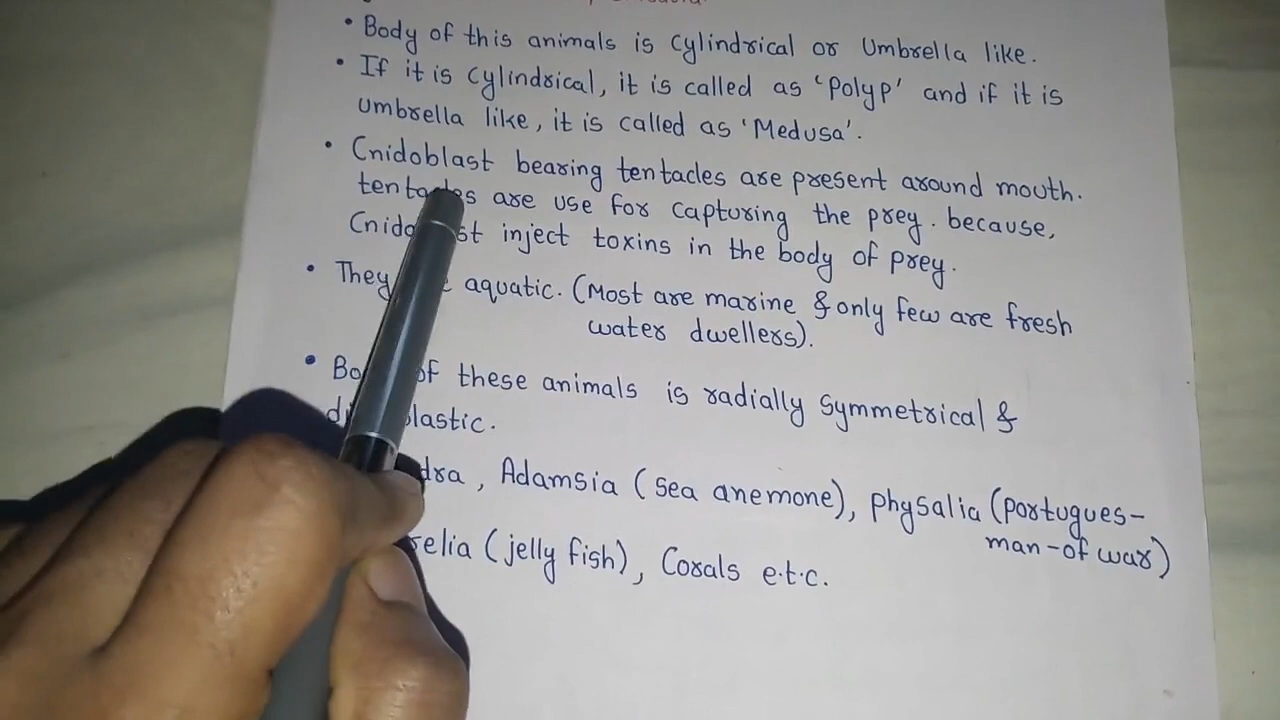 • Body of this animals is cylindrical or Umbrella like.
• If it is cylindrical, it is called as 'Polyp' and if it is
umbrella like, it is called as 'Medusa'.
• Cnidoblast bearing tentacles are present around mouth.
tentacles are use for capturing the prey. because,
inject toxins in the body of prey.
• They aquatic. (Most are marine & only few are fresh
water dwellers).
• of these animals is radially symmetrical &
, Adamsia (sea anemone), Physalia (portugues-
man-of war)
(jelly fish), Corals e.t.c.